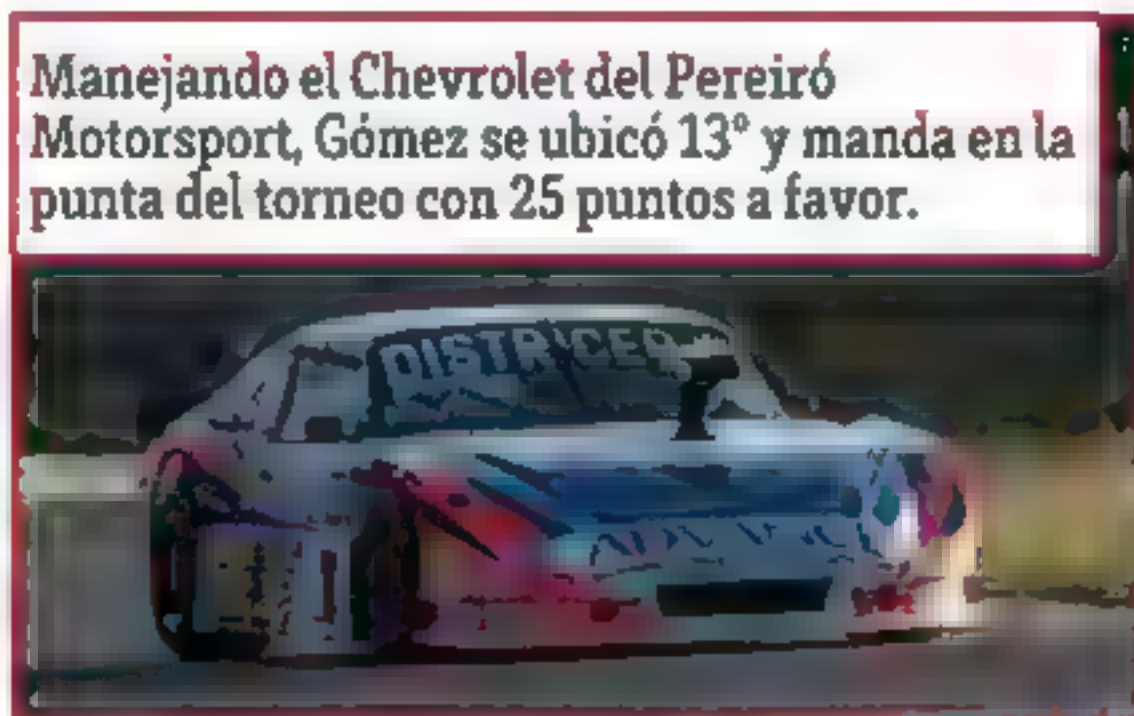 Manejando el Chevrolet del Pereiró
Motorsport, Gómez se ubicó 13º y manda en la
punta del torneo con 25 puntos a favor.